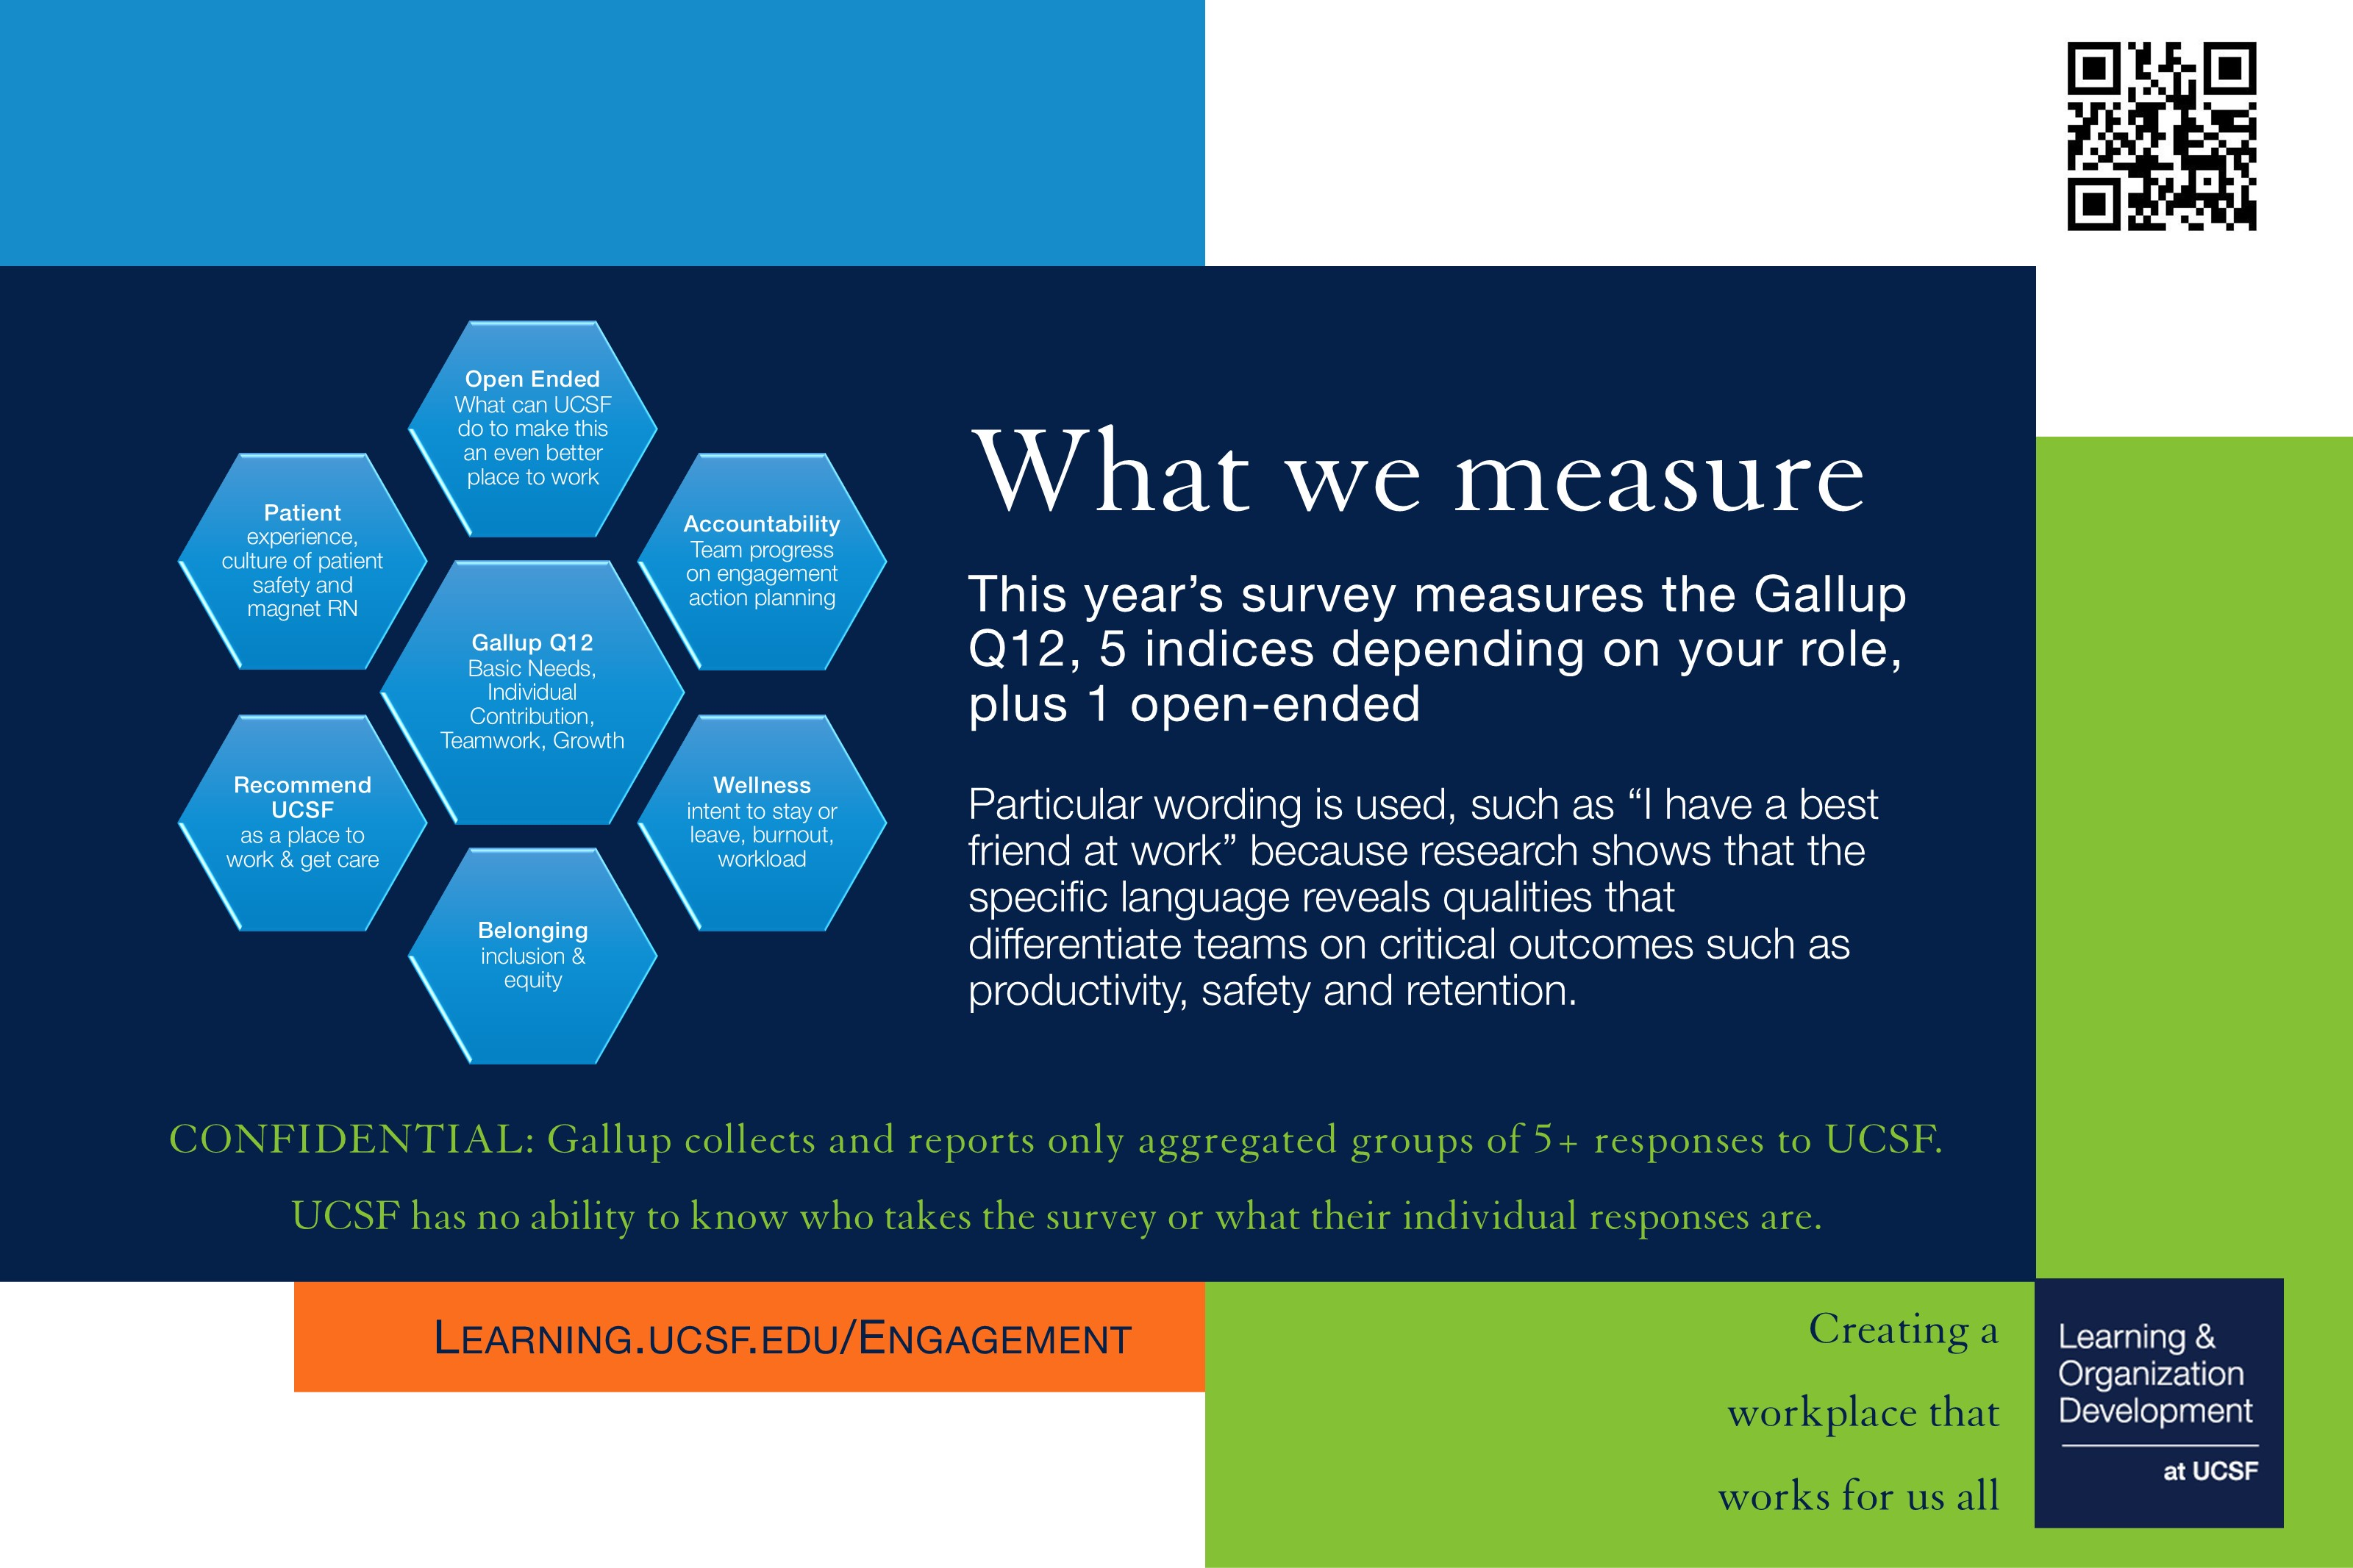 Open Ended
What can UCSF
do to make this
an even better
place to work
Patient
experience,
culture of patient
safety and
magnet RN
Accountability
Team progress
on engagement
action planning
Gallup Q12
Basic Needs,
Individual
Contribution,
Teamwork, Growth
Recommend
UCSF
as a place to
work & get care
Wellness
intent to stay or
leave, burnout,
workload
Belonging
inclusion &
equity
What we measure
This year’s survey measures the Gallup
Q12, 5 indices depending on your role,
plus 1 open-ended
Particular wording is used, such as “I have a best
friend at work” because research shows that the
specific language reveals qualities that
differentiate teams on critical outcomes such as
productivity, safety and retention.
CONFIDENTIAL: Gallup collects and reports only aggregated groups of 5+ responses to UCSF.
UCSF has no ability to know who takes the survey or what their individual responses are.
LEARNING.UCSF.EDU/ENGAGEMENT
Creating a
workplace that
works for us all
Learning &
Organization
Development
at UCSF